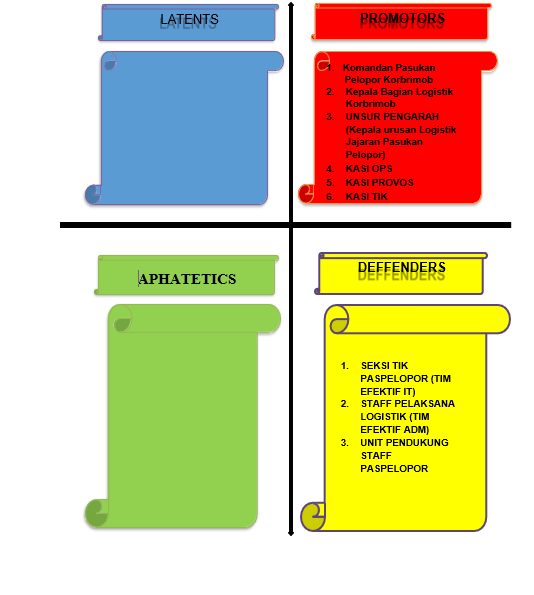 LATENTS
PROMOTORS
1. Komandan Pasukan
Pelopor Korbrimob
2. Kepala Bagian Logistik
Korbrimob
3. UNSUR PENGARAH
(Kepala urusan Logistik
Jajaran Pasukan
Pelopor)
4. KASI OPS
5. KASI PROVOS
6. KASI TIK
APHATETICS
DEFFENDERS
1. SEKSI TIK
PASPELOPOR (TIM
EFEKTIF IT)
2. STAFF PELAKSANA
LOGISTIK (TIM
EFEKTIF ADM)
3. UNIT PENDUKUNG
STAFF
PASPELOPOR